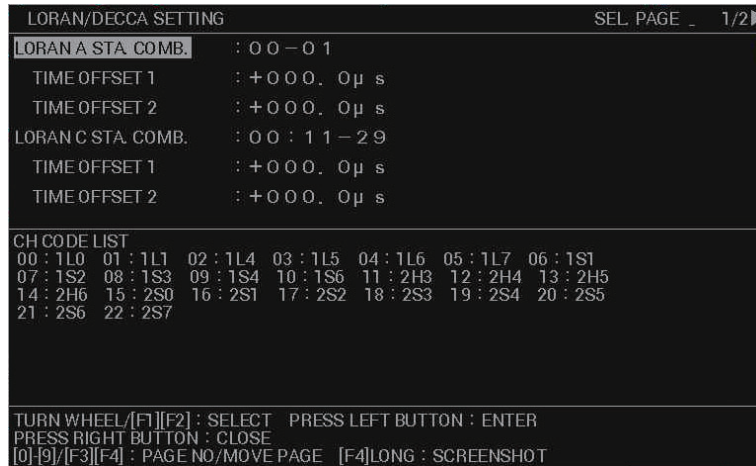 LORAN/DECCA SETTING SEL. PAGE _ 1/2▶
LORAN A STA. COMB. : 00-01
TIME OFFSET 1 : +000. 0μ s
TIME OFFSET 2 : +000. 0μ s
LORAN C STA. COMB. : 00 : 11-29
TIME OFFSET 1 : +000. 0μ s
TIME OFFSET 2 : +000. 0μ s
CH CODE LIST
00 : 1L0 01 : 1L1 02 : 1L4 03 : 1L5 04 : 1L6 05 : 1L7 06 : 1S1
07 : 1S2 08 : 1S3 09 : 1S4 10 : 1S6 11 : 2H3 12 : 2H4 13 : 2H5
14 : 2H6 15 : 2S0 16 : 2S1 17 : 2S2 18 : 2S3 19 : 2S4 20 : 2S5
21 : 2S6 22 : 2S7
TURN WHEEL/[F1][F2] : SELECT PRESS LEFT BUTTON : ENTER
PRESS RIGHT BUTTON : CLOSE
[0]-[9]/[F3][F4] : PAGE NO/MOVE PAGE [F4]LONG : SCREENSHOT